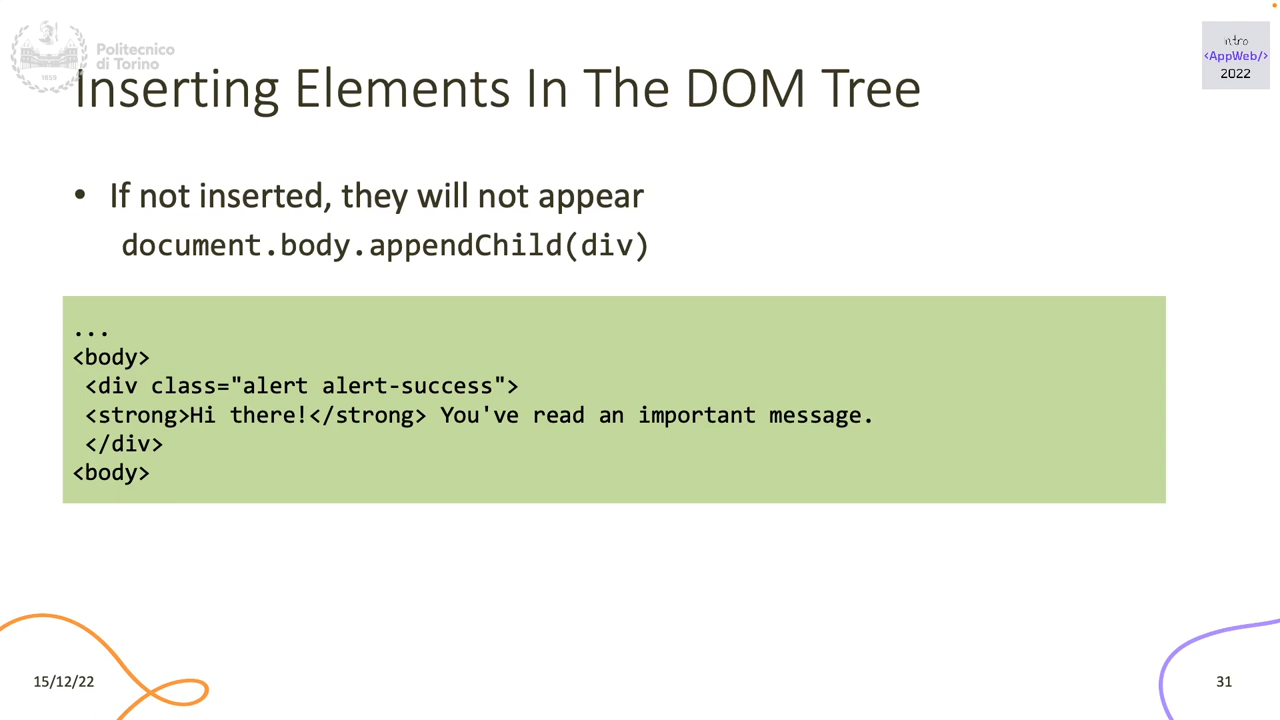 Politecnico
di Torino
1859
intro
<AppWeb/>
2022
Inserting Elements In The DOM Tree
• If not inserted, they will not appear
document.body.appendChild(div)
...
<body>
<div class="alert alert-success">
<strong>Hi there!</strong> You've read an important message.
</div>
<body>
15/12/22
31